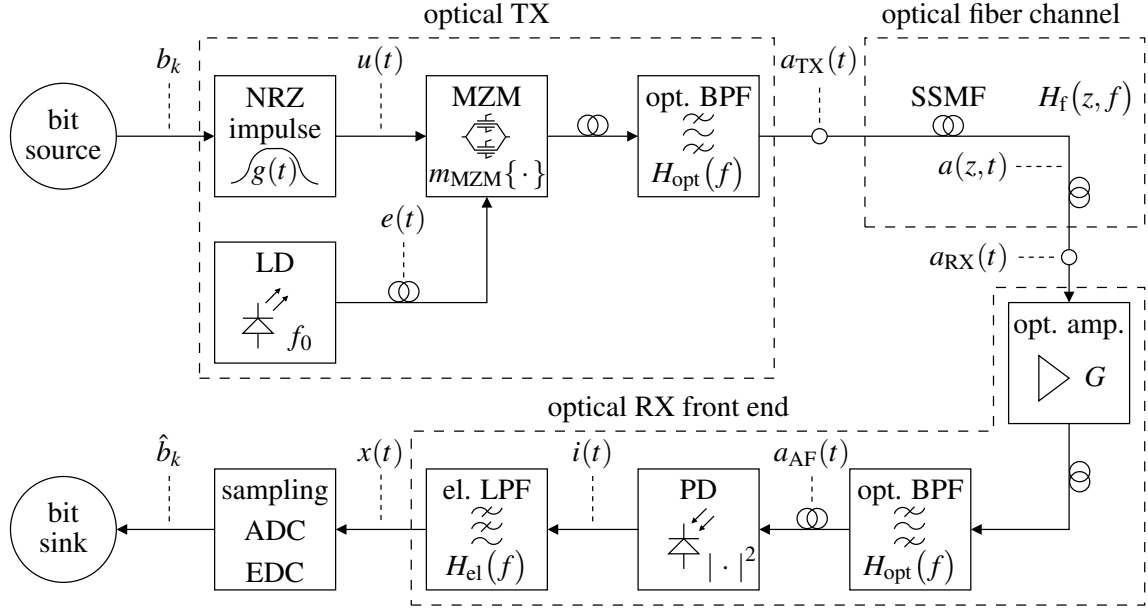 optical TX
optical fiber channel
b_k
u(t)
a_TX(t)
bit
source
NRZ
impulse
g(t)
MZM
m_MZM{·}
opt. BPF
H_opt(f)
SSMF
H_f(z, f)
a(z,t)
e(t)
LD
f_0
a_RX(t)
opt. amp.
G
optical RX front end
b̂_k
x(t)
i(t)
a_AF(t)
bit
sink
sampling
ADC
EDC
el. LPF
H_el(f)
PD
|·|^2
opt. BPF
H_opt(f)